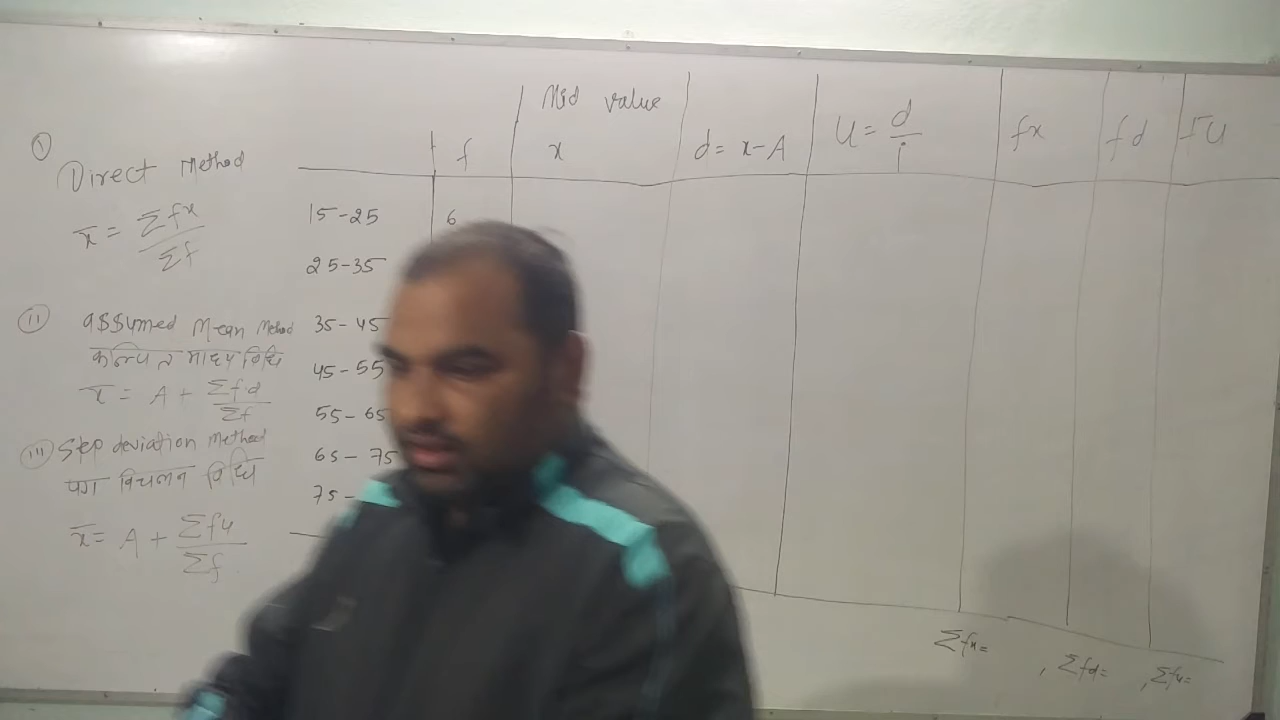 (i)
Direct Method
x̄ = Σfx / Σf
(ii) assumed Mean Method
कल्पित माध्य विधि
x̄ = A + Σf.d / Σf
(iii) Step deviation Method
पग विचलन विधि
x̄ = A + Σfu / Σf
f
Mid value
x
d = x - A
U = d / i
fx
fd
fU
15-25 6
25-35
35-45
45-55
55-65
65-75
75-
Σfx= , Σfd= , Σfu=